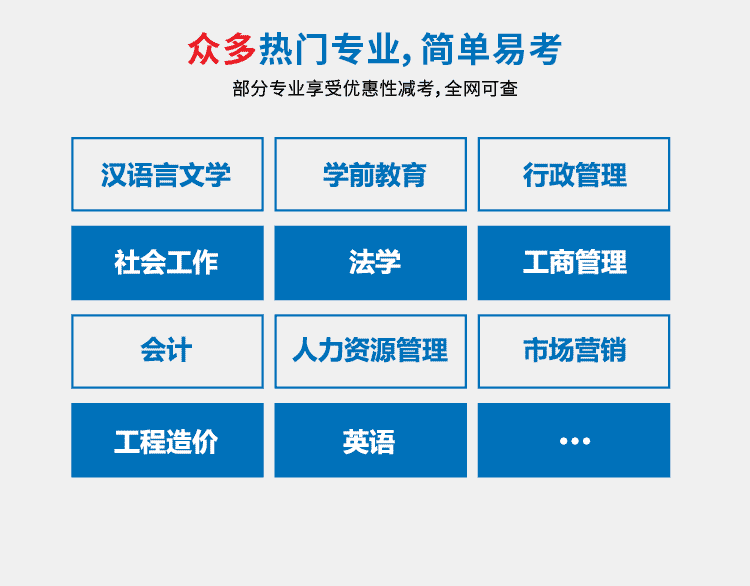 众多热门专业，简单易考
部分专业享受优惠性减考，全网可查
汉语言文学 学前教育 行政管理
社会工作 法学 工商管理
会计 人力资源管理 市场营销
工程造价 英语 •••